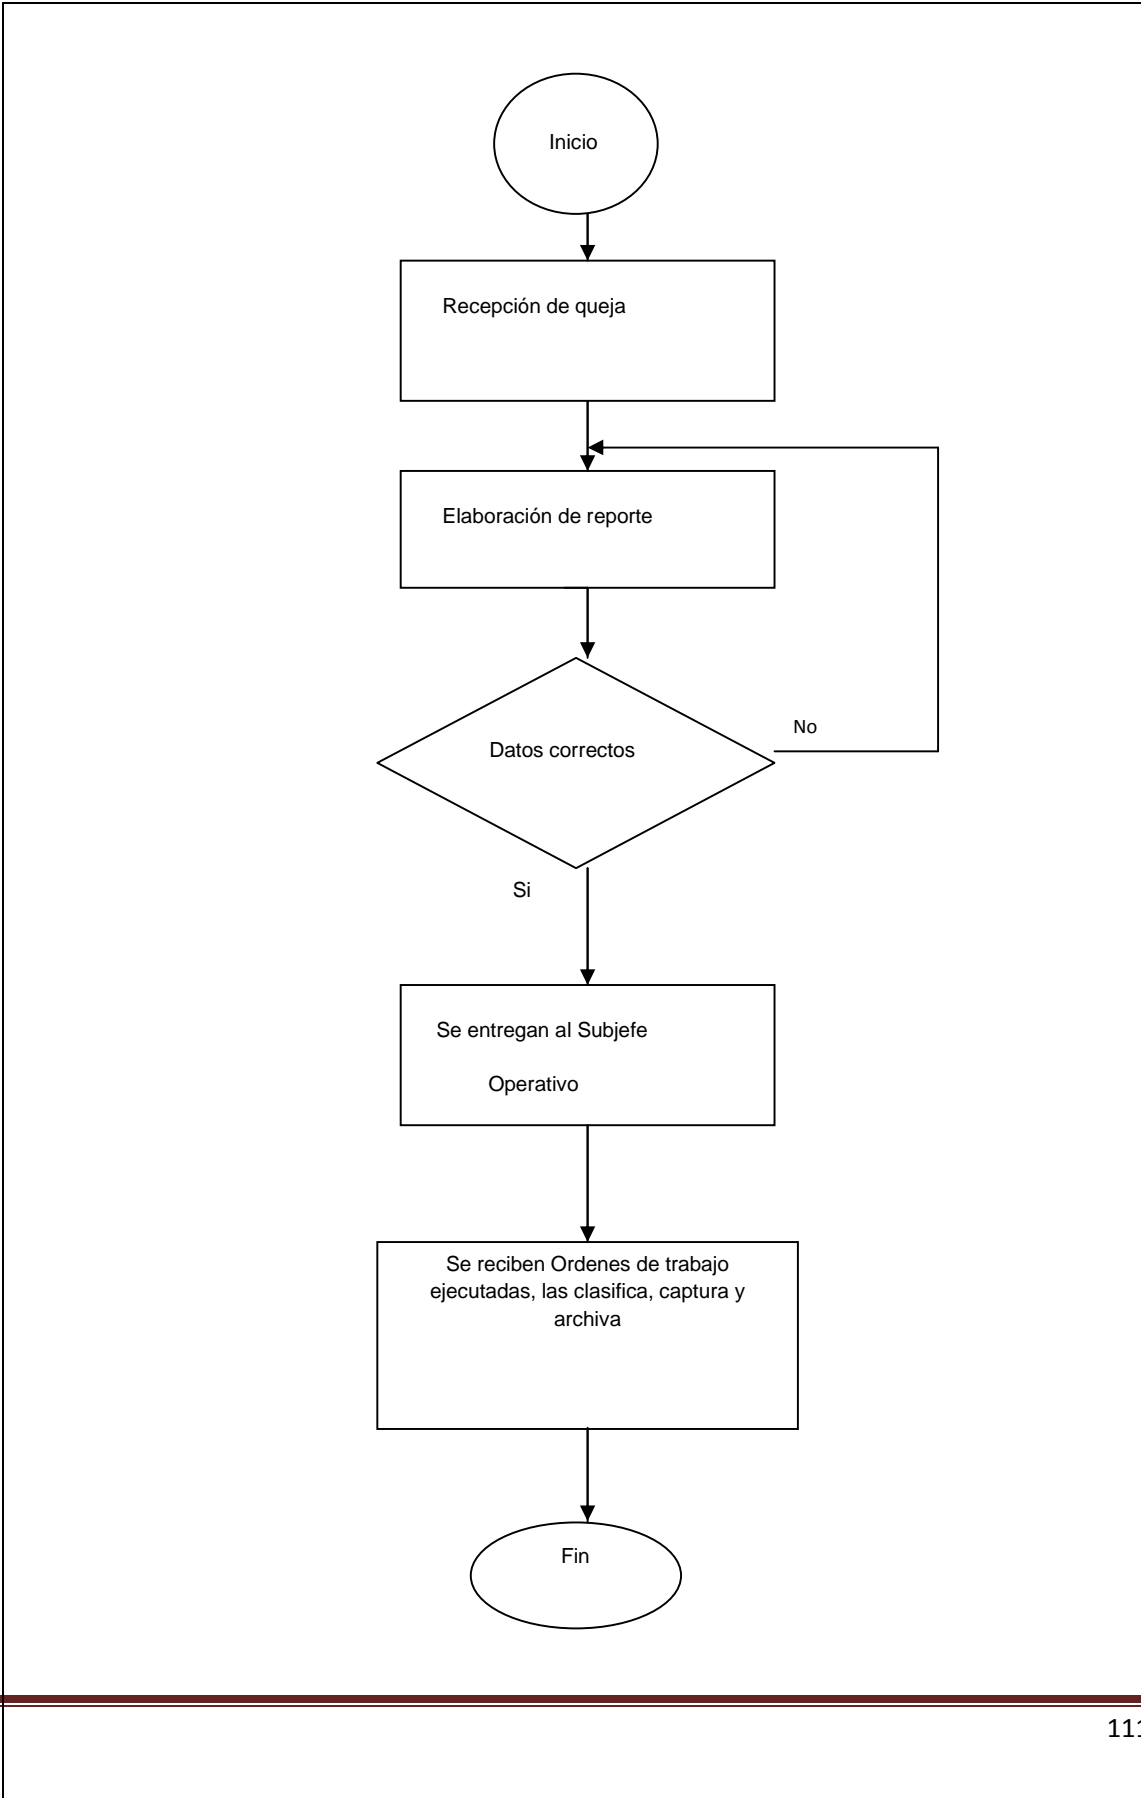 Inicio
Recepción de queja
Elaboración de reporte
Datos correctos
No
Si
Se entregan al Subjefe
Operativo
Se reciben Ordenes de trabajo
ejecutadas, las clasifica, captura y
archiva
Fin
111